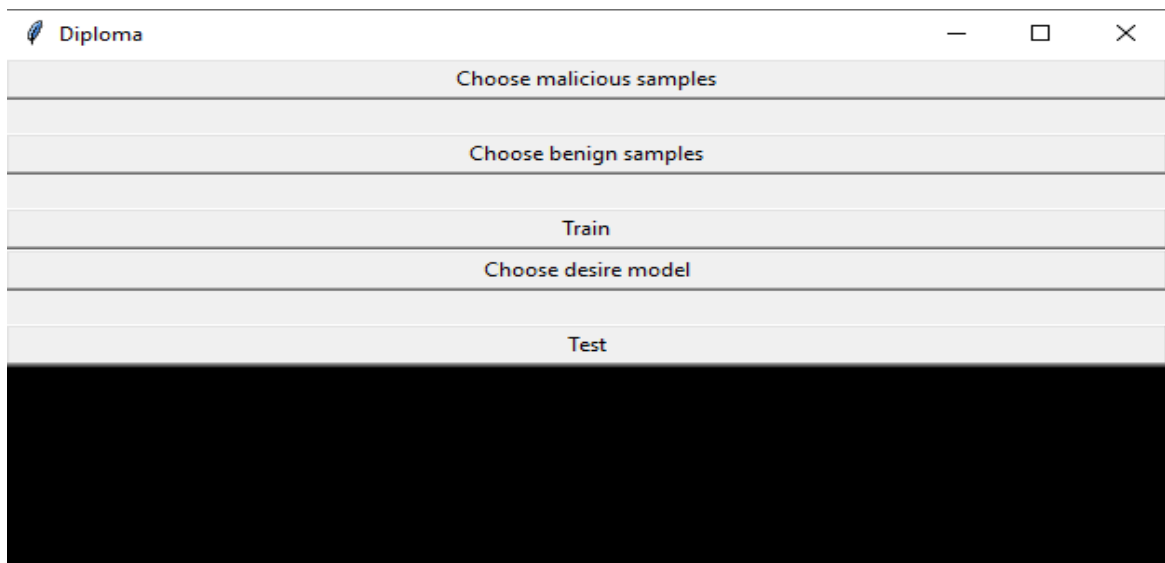 Diploma
Choose malicious samples
Choose benign samples
Train
Choose desire model
Test